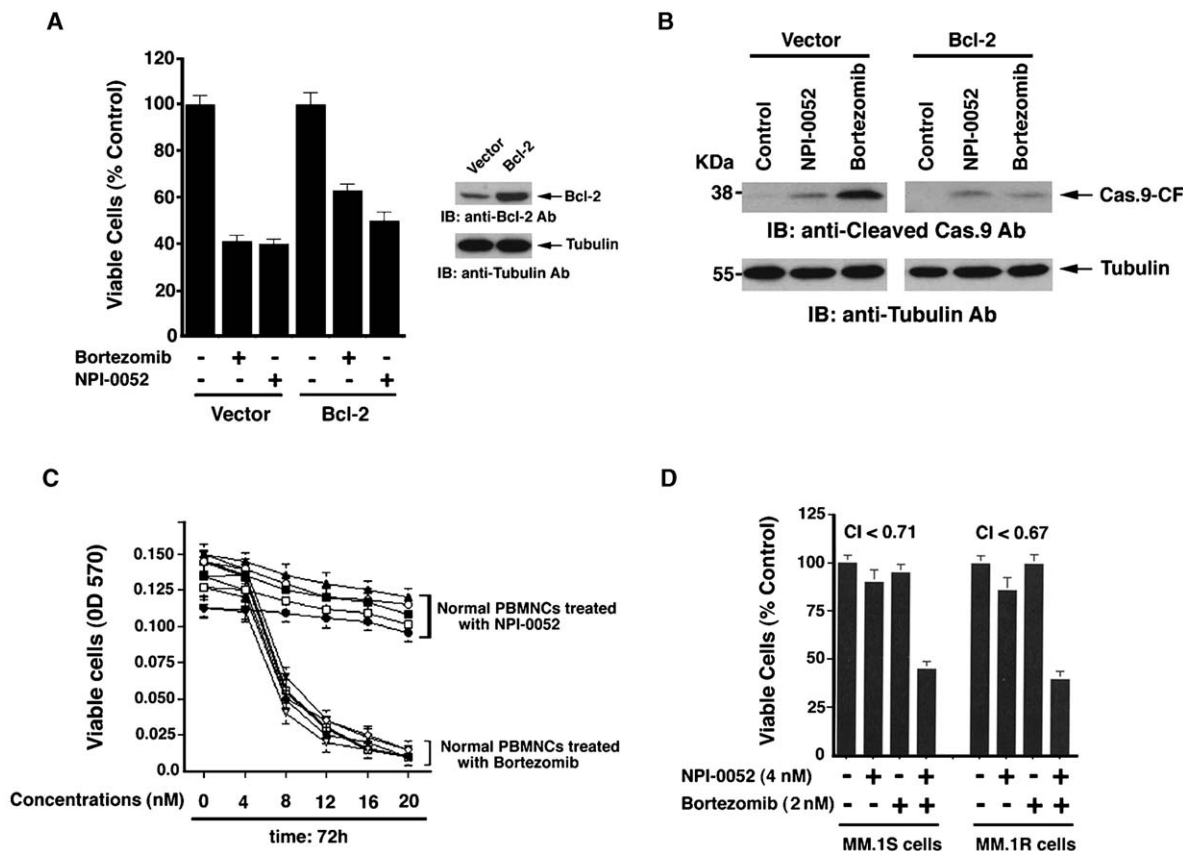 A
Viable Cells (% Control)
120
100
80
60
40
20
0
Bortezomib - + - - + -
NPI-0052 - - + - - +
Vector Bcl-2
Vector Bcl-2
Bcl-2
IB: anti-Bcl-2 Ab
Tubulin
IB: anti-Tubulin Ab
B
Vector Bcl-2
Control NPI-0052 Bortezomib Control NPI-0052 Bortezomib
KDa
38
Cas.9-CF
IB: anti-Cleaved Cas.9 Ab
55
Tubulin
IB: anti-Tubulin Ab
C
Viable cells (0D 570)
0.150
0.125
0.100
0.075
0.050
0.025
0.0
Normal PBMNCs treated
with NPI-0052
Normal PBMNCs treated
with Bortezomib
Concentrations (nM) 0 4 8 12 16 20
time: 72h
D
Viable Cells (% Control)
125
100
75
50
25
0
CI < 0.71 CI < 0.67
NPI-0052 (4 nM) - + - + - + - +
Bortezomib (2 nM) - - + + - - + +
MM.1S cells MM.1R cells